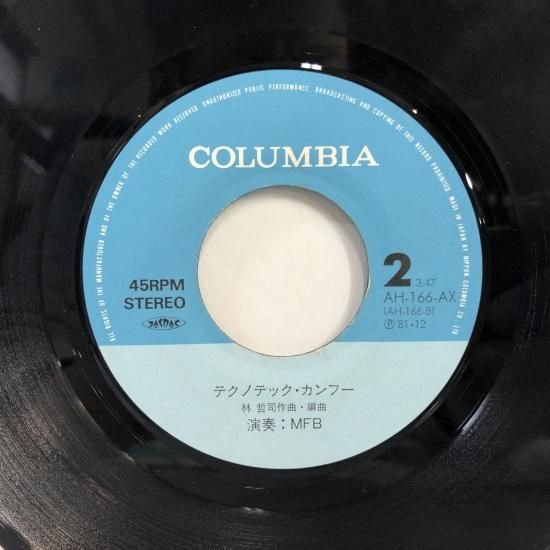 ALL RIGHTS OF THE MANUFACTURER AND OF THE OWNER OF THE RECORDED WORK RESERVED. UNAUTHORIZED PUBLIC PERFORMANCE, BROADCASTING AND COPYING OF THIS RECORD PROHIBITED. MADE IN JAPAN BY NIPPON COLUMBIA CO., LTD.
COLUMBIA
45RPM
STEREO
JASRAC
2 3:47
AH-166-AX
(AH-166-B)
Ⓟ'81・12
テクノテック・カンフー
林 哲司作曲・編曲
演奏：MFB